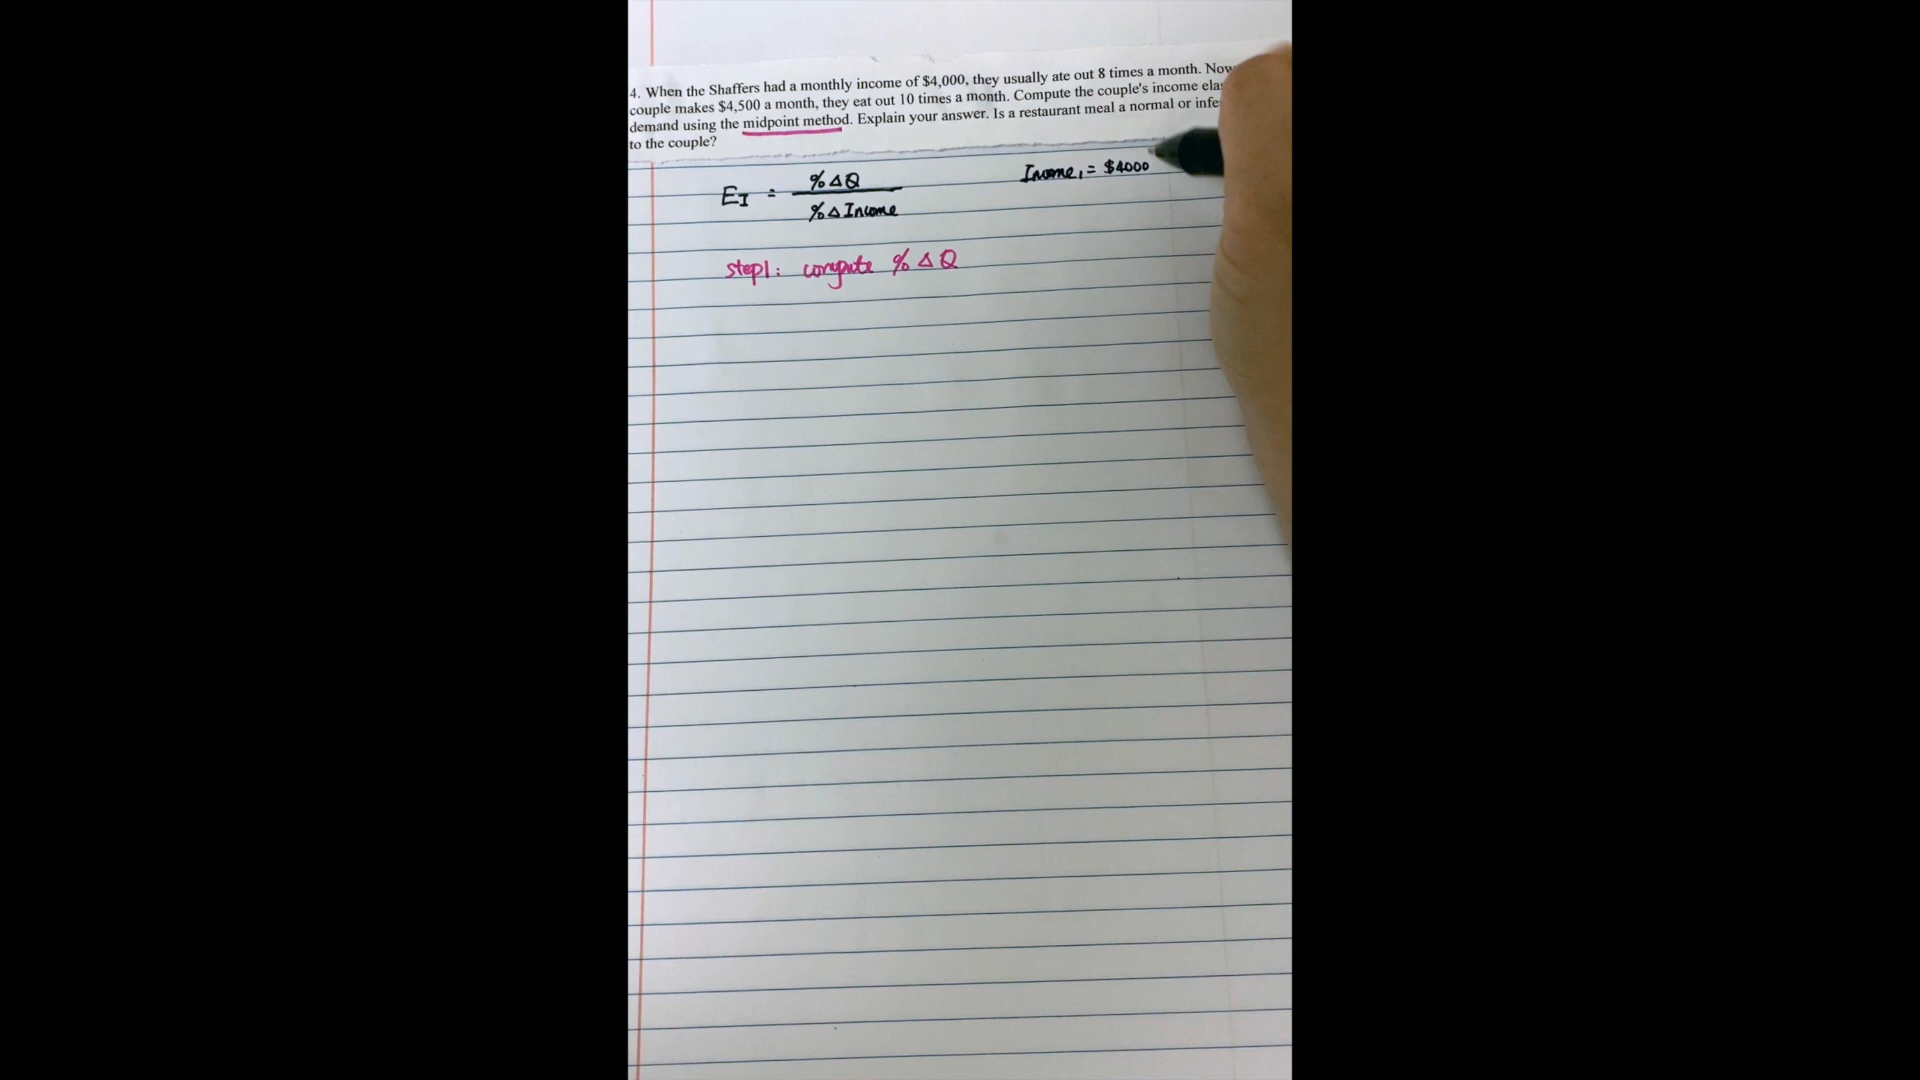 4. When the Shaffers had a monthly income of $4,000, they usually ate out 8 times a month. Now
couple makes $4,500 a month, they eat out 10 times a month. Compute the couple's income elas
demand using the midpoint method. Explain your answer. Is a restaurant meal a normal or infe
to the couple?
EI = %ΔQ
%ΔIncome
Income1 = $4000
step1: compute %ΔQ